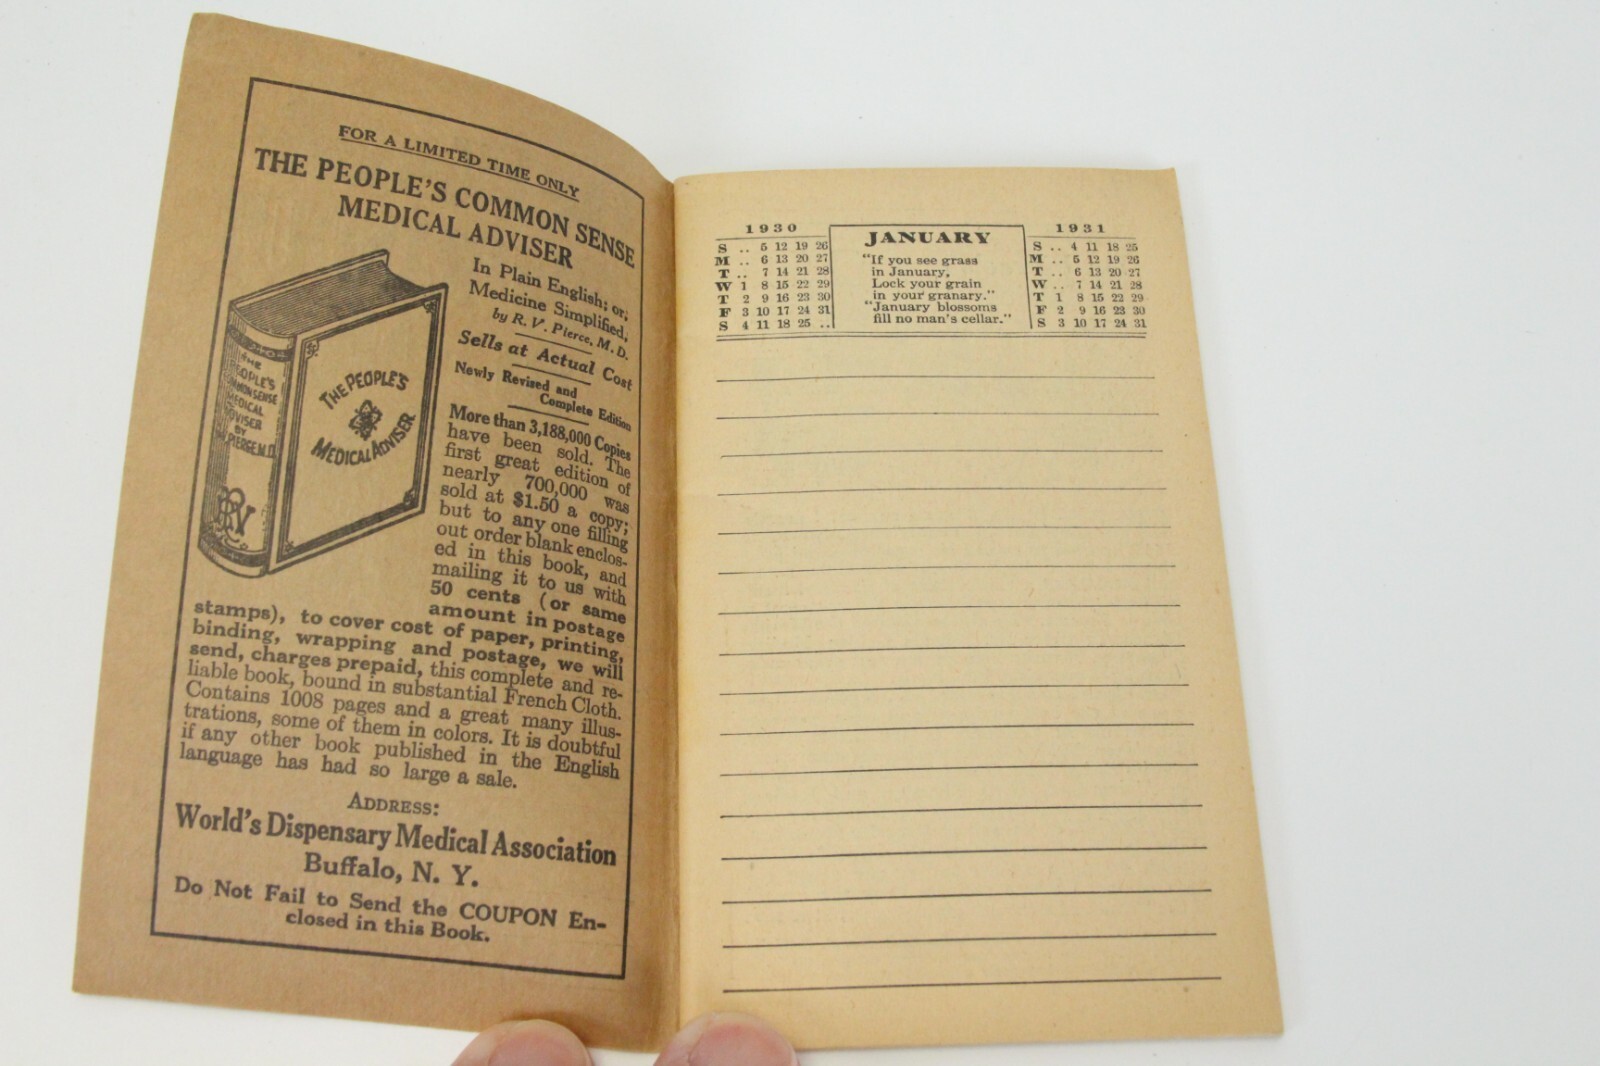 FOR A LIMITED TIME ONLY
THE PEOPLE'S COMMON SENSE
MEDICAL ADVISER
In Plain English; or,
Medicine Simplified,
by R. V. Pierce, M. D.
Sells at Actual Cost
Newly Revised and
Complete Edition
More than 3,188,000 Copies
have been sold. The
first great edition of
nearly 700,000 was
sold at $1.50 a copy;
but to any one filling
out order blank enclos-
ed in this book, and
mailing it to us with
50 cents (or same
amount in postage
stamps), to cover cost of paper, printing,
binding, wrapping and postage, we will
send, charges prepaid, this complete and re-
liable book, bound in substantial French Cloth.
Contains 1008 pages and a great many illus-
trations, some of them in colors. It is doubtful
if any other book published in the English
language has had so large a sale.
ADDRESS:
World's Dispensary Medical Association
Buffalo, N. Y.
Do Not Fail to Send the COUPON En-
closed in this Book.
THE
PEOPLE'S
COMMON SENSE
MEDICAL
ADVISER
BY
PIERCE M.D.
RVP
THE PEOPLE'S
MEDICAL ADVISER
1930
S .. 5 12 19 26
M .. 6 13 20 27
T .. 7 14 21 28
W 1 8 15 22 29
T 2 9 16 23 30
F 3 10 17 24 31
S 4 11 18 25 ..
JANUARY
"If you see grass
in January,
Lock your grain
in your granary."
"January blossoms
fill no man's cellar."
1931
S .. 4 11 18 25
M .. 5 12 19 26
T .. 6 13 20 27
W .. 7 14 21 28
T 1 8 15 22 29
F 2 9 16 23 30
S 3 10 17 24 31